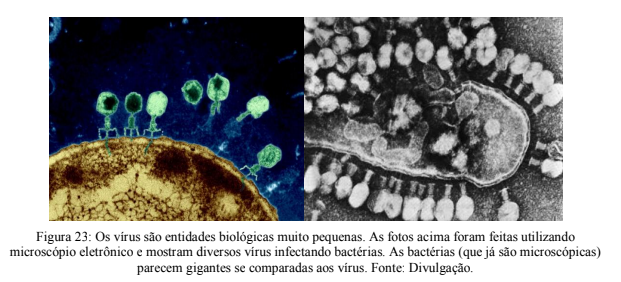 Figura 23: Os vírus são entidades biológicas muito pequenas. As fotos acima foram feitas utilizando
microscópio eletrônico e mostram diversos vírus infectando bactérias. As bactérias (que já são microscópicas)
parecem gigantes se comparadas aos vírus. Fonte: Divulgação.